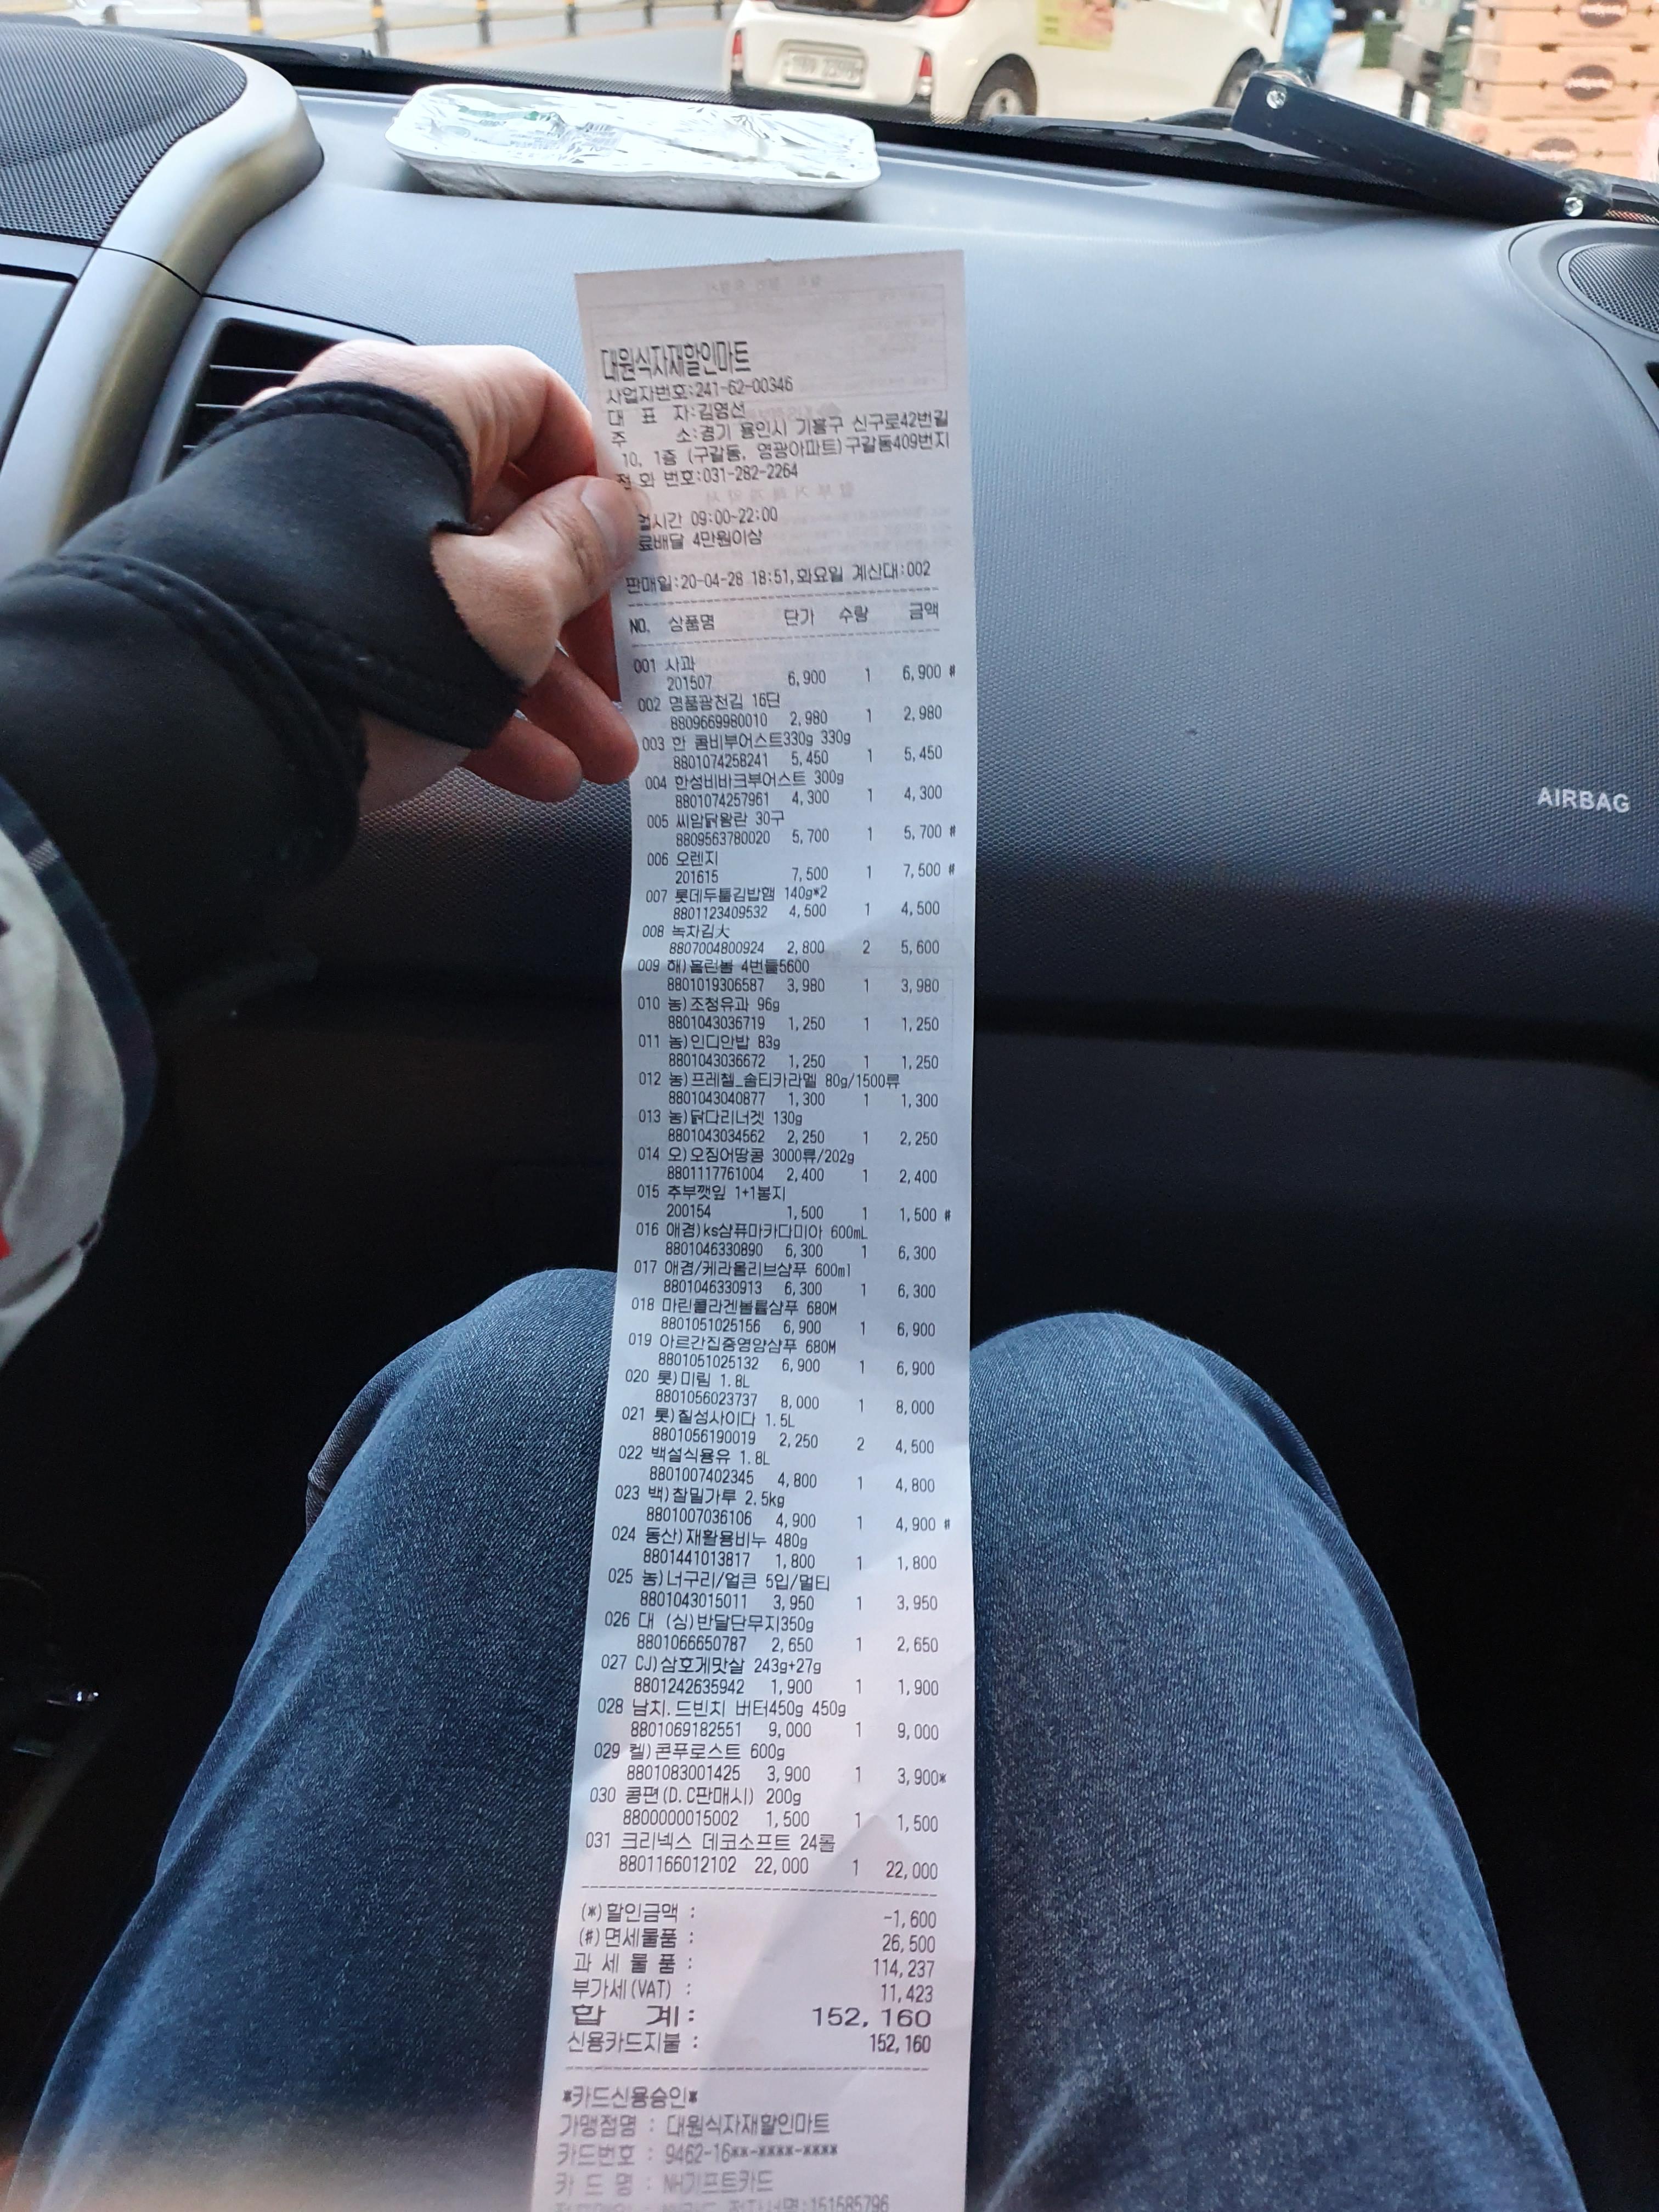 대원식자재할인마트
사업자번호:241-62-00346
대 표 자:김영선
주 소:경기 용인시 기흥구 신구로42번길
10, 1층 (구갈동, 영광아파트)구갈동409번지
전 화 번호:031-282-2264
업시간 09:00~22:00
료배달 4만원이상
판매일:20-04-28 18:51,화요일 계산대:002
NO. 상품명 단가 수량 금액
001 사과
201507 6,900 1 6,900 #
002 명품광천김 16단
8809669980010 2,980 1 2,980
003 한 콤비부어스트330g 330g
8801074258241 5,450 1 5,450
004 한성비바크부어스트 300g
8801074257961 4,300 1 4,300
005 씨암닭왕란 30구
8809563780020 5,700 1 5,700 #
006 오렌지
201615 7,500 1 7,500 #
007 롯데두툼김밥햄 140g*2
8801123409532 4,500 1 4,500
008 녹차김大
8807004800924 2,800 2 5,600
009 해)홈런볼 4번들5600
8801019306587 3,980 1 3,980
010 농)조청유과 96g
8801043036719 1,250 1 1,250
011 농)인디안밥 83g
8801043036672 1,250 1 1,250
012 농)프레첼_솔티카라멜 80g/1500류
8801043040877 1,300 1 1,300
013 농)닭다리너겟 130g
8801043034562 2,250 1 2,250
014 오)오징어땅콩 3000류/202g
8801117761004 2,400 1 2,400
015 추부깻잎 1+1봉지
200154 1,500 1 1,500 #
016 애경)ks샴퓨마카다미아 600mL
8801046330890 6,300 1 6,300
017 애경/케라올리브샴푸 600ml
8801046330913 6,300 1 6,300
018 마린콜라겐볼륨샴푸 680M
8801051025156 6,900 1 6,900
019 아르간집중영양샴푸 680M
8801051025132 6,900 1 6,900
020 롯)미림 1.8L
8801056023737 8,000 1 8,000
021 롯)칠성사이다 1.5L
8801056190019 2,250 2 4,500
022 백설식용유 1.8L
8801007402345 4,800 1 4,800
023 백)찰밀가루 2.5kg
8801007036106 4,900 1 4,900 #
024 동산)재활용비누 480g
8801441013817 1,800 1 1,800
025 농)너구리/얼큰 5입/멀티
8801043015011 3,950 1 3,950
026 대 (싱)반달단무지350g
8801066650787 2,650 1 2,650
027 CJ)삼호게맛살 243g+27g
8801242635942 1,900 1 1,900
028 남치.드빈치 버터450g 450g
8801069182551 9,000 1 9,000
029 켈)콘푸로스트 600g
8801083001425 3,900 1 3,900*
030 콩편(D.C판매시) 200g
8800000015002 1,500 1 1,500
031 크리넥스 데코소프트 24롤
8801166012102 22,000 1 22,000
(*)할인금액 : -1,600
(#)면세물품 : 26,500
과 세 물 품 : 114,237
부가세(VAT) : 11,423
합 계: 152,160
신용카드지불 : 152,160
*카드신용승인*
가맹점명 : 대원식자재할인마트
카드번호 : 9462-16**-****-****
카 드 명 : NH기프트카드
AIRBAG